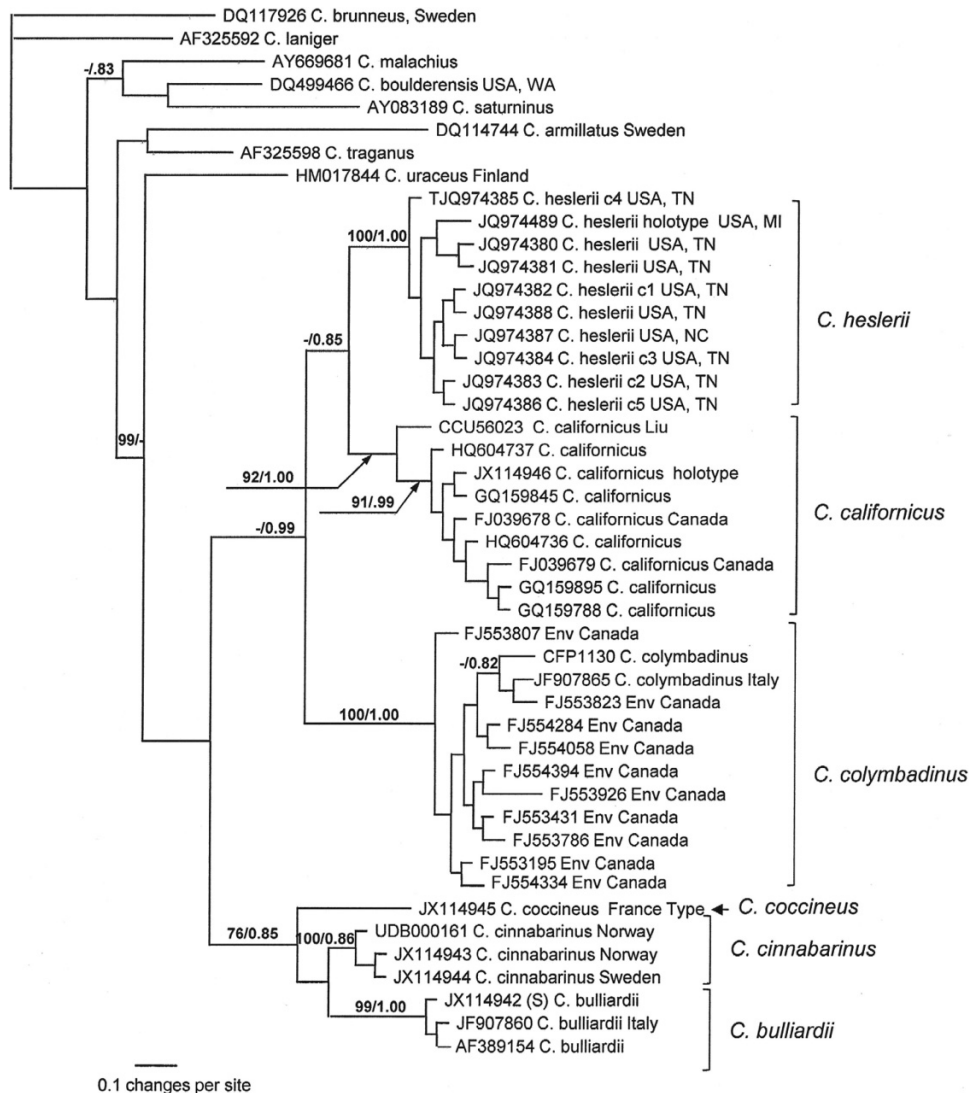 DQ117926 C. brunneus, Sweden
AF325592 C. laniger
-/.83
AY669681 C. malachius
DQ499466 C. boulderensis USA, WA
AY083189 C. saturninus
DQ114744 C. armillatus Sweden
AF325598 C. traganus
HM017844 C. uraceus Finland
TJQ974385 C. heslerii c4 USA, TN
JQ974489 C. heslerii holotype USA, MI
100/1.00
JQ974380 C. heslerii USA, TN
JQ974381 C. heslerii USA, TN
JQ974382 C. heslerii c1 USA, TN
JQ974388 C. heslerii USA, TN
C. heslerii
JQ974387 C. heslerii USA, NC
-/0.85
JQ974384 C. heslerii c3 USA, TN
JQ974383 C. heslerii c2 USA, TN
JQ974386 C. heslerii c5 USA, TN
CCU56023 C. californicus Liu
99/-
HQ604737 C. californicus
92/1.00
JX114946 C. californicus holotype
GQ159845 C. californicus
91/.99
C. californicus
FJ039678 C. californicus Canada
-/0.99
HQ604736 C. californicus
FJ039679 C. californicus Canada
GQ159895 C. californicus
GQ159788 C. californicus
FJ553807 Env Canada
-/0.82
CFP1130 C. colymbadinus
JF907865 C. colymbadinus Italy
FJ553823 Env Canada
100/1.00
FJ554284 Env Canada
FJ554058 Env Canada
FJ554394 Env Canada
C. colymbadinus
FJ553926 Env Canada
FJ553431 Env Canada
FJ553786 Env Canada
FJ553195 Env Canada
FJ554334 Env Canada
JX114945 C. coccineus France Type
C. coccineus
76/0.85
100/0.86
UDB000161 C. cinnabarinus Norway
JX114943 C. cinnabarinus Norway
C. cinnabarinus
JX114944 C. cinnabarinus Sweden
99/1.00
JX114942 (S) C. bulliardii
JF907860 C. bulliardii Italy
C. bulliardii
AF389154 C. bulliardii
0.1 changes per site